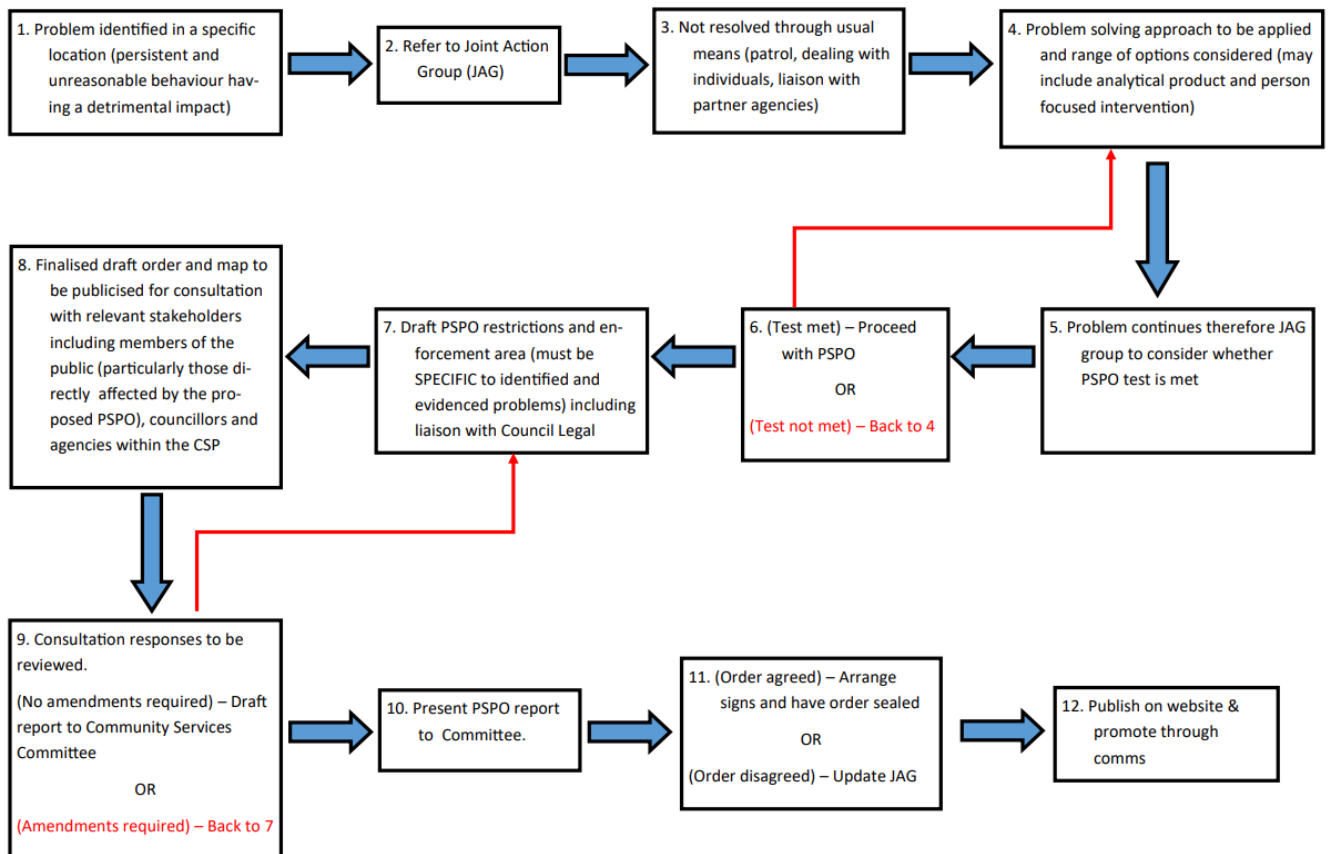 1. Problem identified in a specific
location (persistent and
unreasonable behaviour hav-
ing a detrimental impact)
2. Refer to Joint Action
Group (JAG)
3. Not resolved through usual
means (patrol, dealing with
individuals, liaison with
partner agencies)
4. Problem solving approach to be applied
and range of options considered (may
include analytical product and person
focused intervention)
5. Problem continues therefore JAG
group to consider whether
PSPO test is met
6. (Test met) – Proceed
with PSPO
OR
(Test not met) – Back to 4
7. Draft PSPO restrictions and en-
forcement area (must be
SPECIFIC to identified and
evidenced problems) including
liaison with Council Legal
8. Finalised draft order and map to
be publicised for consultation
with relevant stakeholders
including members of the
public (particularly those di-
rectly affected by the pro-
posed PSPO), councillors and
agencies within the CSP
9. Consultation responses to be
reviewed.
(No amendments required) – Draft
report to Community Services
Committee
OR
(Amendments required) – Back to 7
10. Present PSPO report
to Committee.
11. (Order agreed) – Arrange
signs and have order sealed
OR
(Order disagreed) – Update JAG
12. Publish on website &
promote through
comms